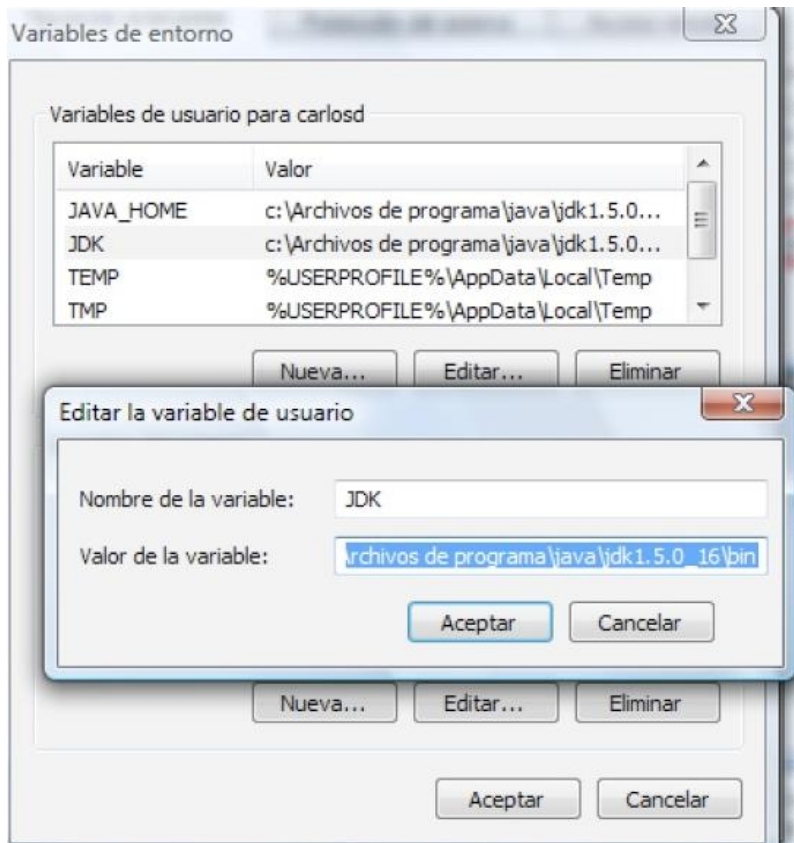 Variables de entorno
Variables de usuario para carlosd
Variable Valor
JAVA_HOME c:\Archivos de programa\java\jdk1.5.0...
JDK c:\Archivos de programa\java\jdk1.5.0...
TEMP %USERPROFILE%\AppData\Local\Temp
TMP %USERPROFILE%\AppData\Local\Temp
Nueva... Editar... Eliminar
Editar la variable de usuario
Nombre de la variable: JDK
Valor de la variable: \rchivos de programa\java\jdk1.5.0_16\bin
Aceptar Cancelar
Nueva... Editar... Eliminar
Aceptar Cancelar